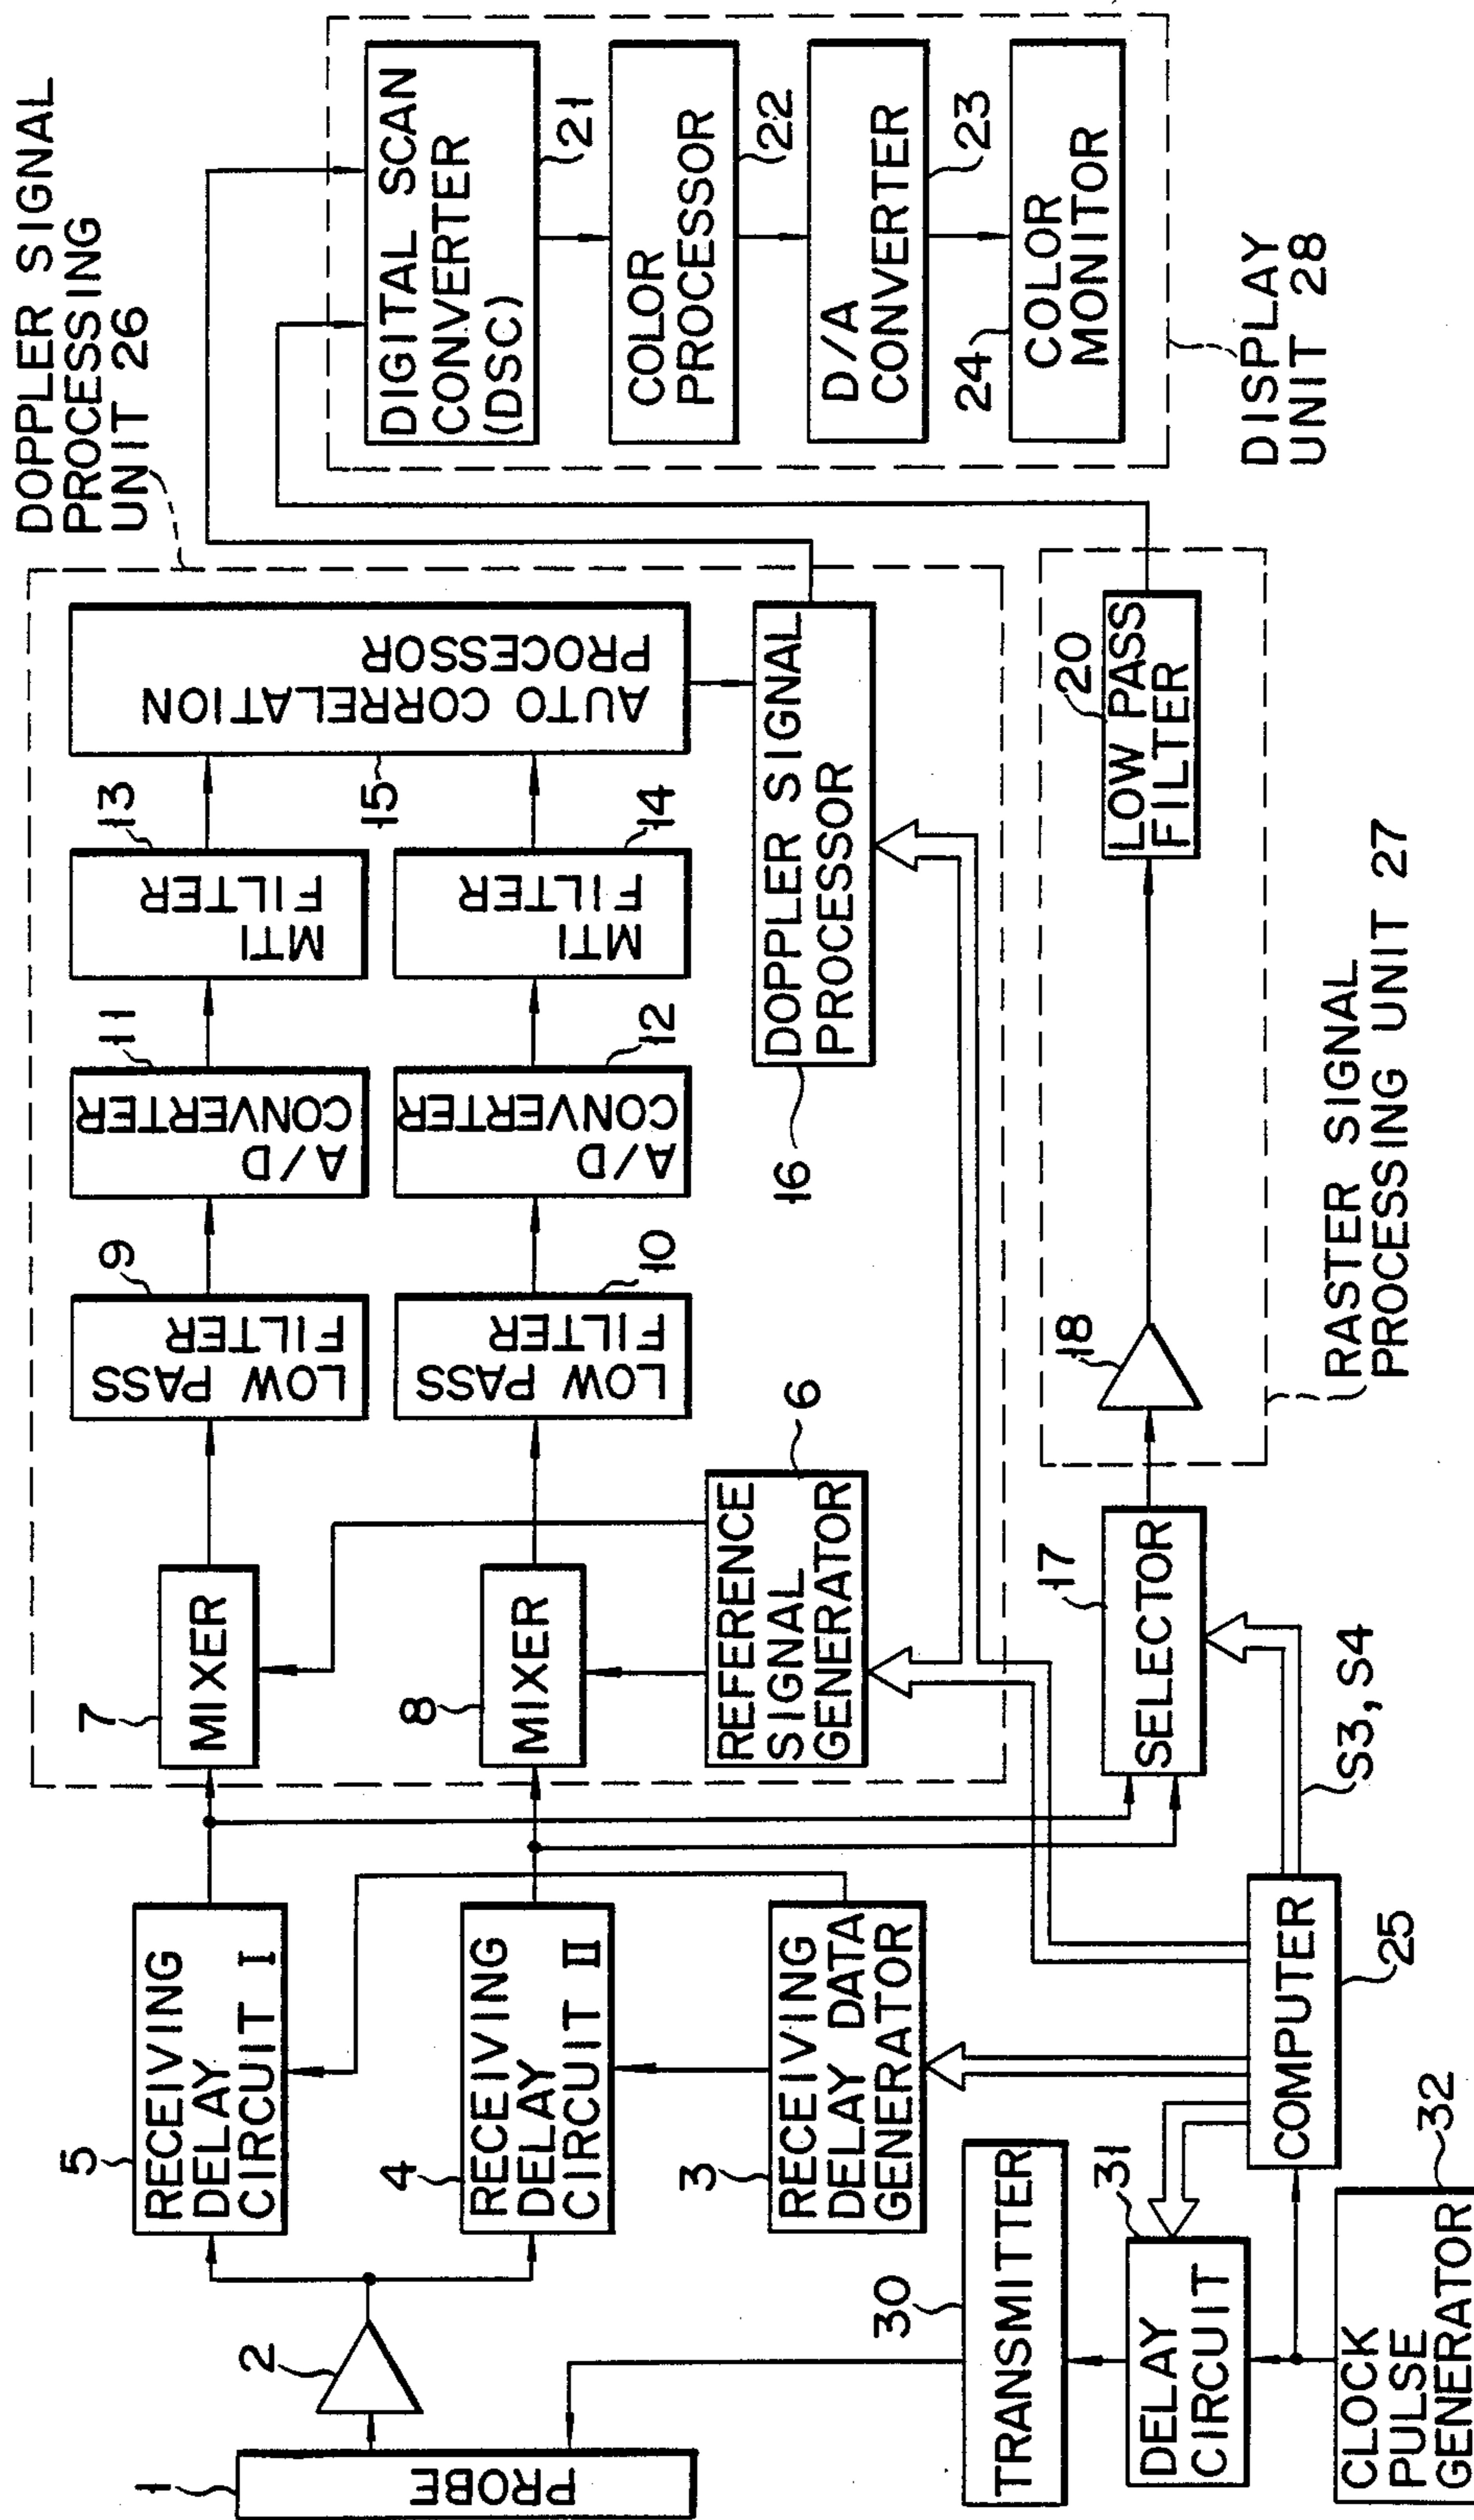 DOPPLER SIGNAL
PROCESSING
UNIT 26
1
PROBE
2
5
RECEIVING
DELAY
CIRCUIT I
4
RECEIVING
DELAY
CIRCUIT II
3
RECEIVING
DELAY DATA
GENERATOR
30
TRANSMITTER
31
DELAY
CIRCUIT
32
CLOCK
PULSE
GENERATOR
COMPUTER
25
S3, S4
7
MIXER
8
MIXER
6
REFERENCE
SIGNAL
GENERATOR
9
LOW PASS
FILTER
10
LOW PASS
FILTER
11
A/D
CONVERTER
12
A/D
CONVERTER
13
MTI
FILTER
14
MTI
FILTER
15
AUTO CORRELATION
PROCESSOR
16
DOPPLER SIGNAL
PROCESSOR
17
SELECTOR
18
20
LOW PASS
FILTER
RASTER SIGNAL
PROCESSING UNIT 27
DIGITAL SCAN
CONVERTER
(DSC)
21
COLOR
PROCESSOR
22
D/A
CONVERTER
23
24
COLOR
MONITOR
DISPLAY
UNIT 28